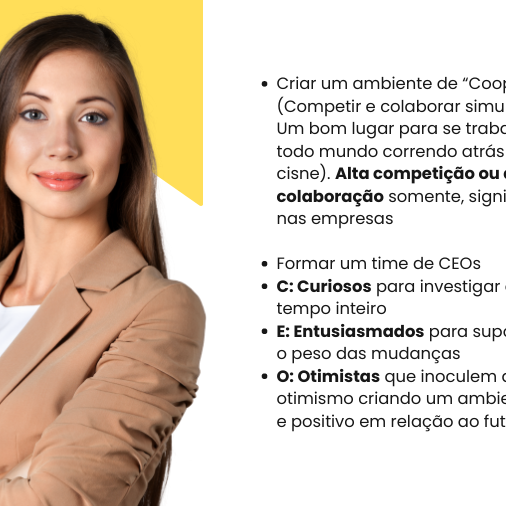 Criar um ambiente de “Coop
(Competir e colaborar simu
Um bom lugar para se trabo
todo mundo correndo atrás
cisne). Alta competição ou
colaboração somente, signi
nas empresas
Formar um time de CEOs
C: Curiosos para investigar
tempo inteiro
E: Entusiasmados para supo
o peso das mudanças
O: Otimistas que inoculem
otimismo criando um ambie
e positivo em relação ao fut